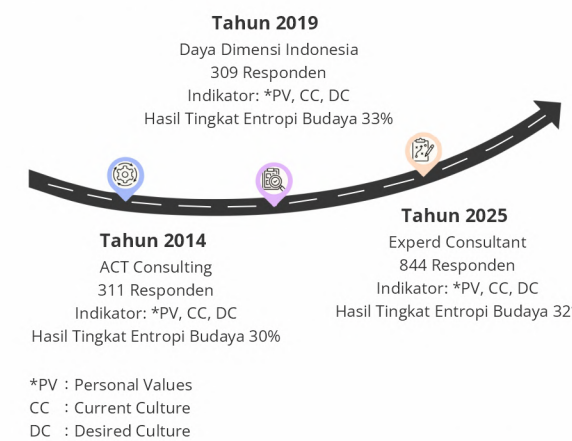 Tahun 2019
Daya Dimensi Indonesia
309 Responden
Indikator: *PV, CC, DC
Hasil Tingkat Entropi Budaya 33%
Tahun 2014
ACT Consulting
311 Responden
Indikator: *PV, CC, DC
Hasil Tingkat Entropi Budaya 30%
Tahun 2025
Experd Consultant
844 Responden
Indikator: *PV, CC, DC
Hasil Tingkat Entropi Budaya 32
*PV : Personal Values
CC : Current Culture
DC : Desired Culture